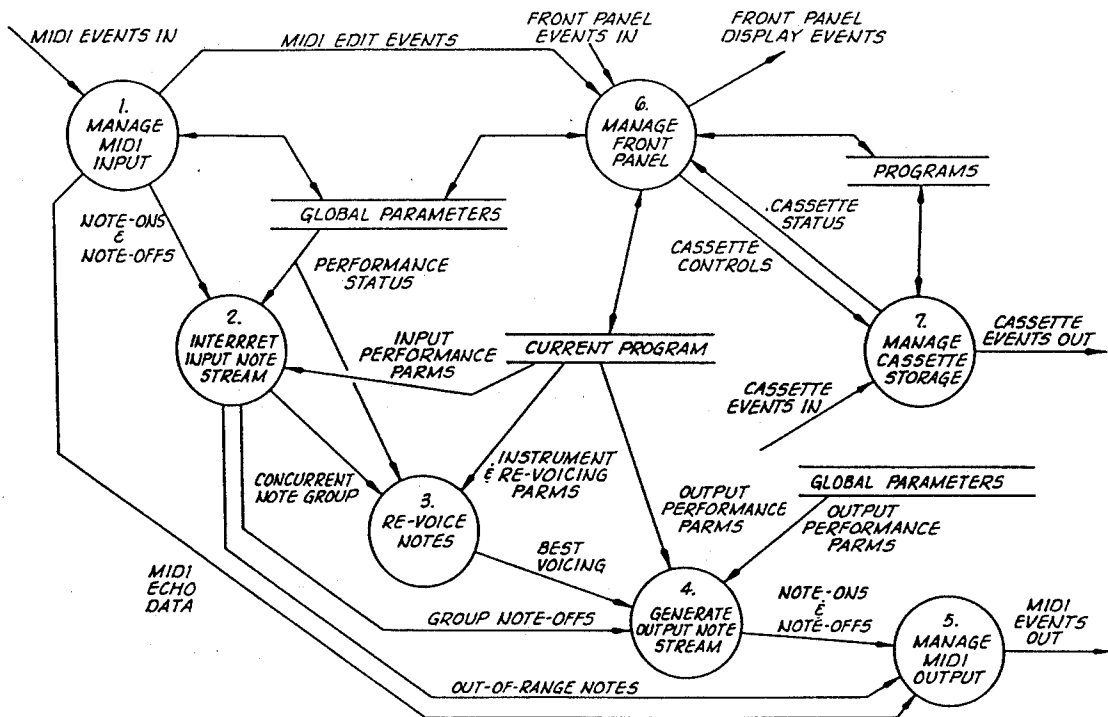 MIDI EVENTS IN
MIDI EDIT EVENTS
FRONT PANEL
EVENTS IN
FRONT PANEL
DISPLAY EVENTS
1.
MANAGE
MIDI
INPUT
6.
MANAGE
FRONT
PANEL
PROGRAMS
GLOBAL PARAMETERS
NOTE-ONS
&
NOTE-OFFS
.CASSETTE
STATUS
CASSETTE
CONTROLS
PERFORMANCE
STATUS
2.
INTERRRET
INPUT NOTE
STREAM
INPUT
PERFORMANCE
PARMS
CURRENT PROGRAM
7.
MANAGE
CASSETTE
STORAGE
CASSETTE
EVENTS OUT
CASSETTE
EVENTS IN
CONCURRENT
NOTE GROUP
INSTRUMENT
& RE-VOICING
PARMS
3.
RE-VOICE
NOTES
OUTPUT
PERFORMANCE
PARMS
GLOBAL PARAMETERS
OUTPUT
PERFORMANCE
PARMS
BEST
VOICING
MIDI
ECHO
DATA
4.
GENERATE
OUTPUT NOTE
STREAM
NOTE-ONS
&
NOTE-OFFS
GROUP NOTE-OFFS
5.
MANAGE
MIDI
OUTPUT
MIDI
EVENTS
OUT
OUT-OF-RANGE NOTES